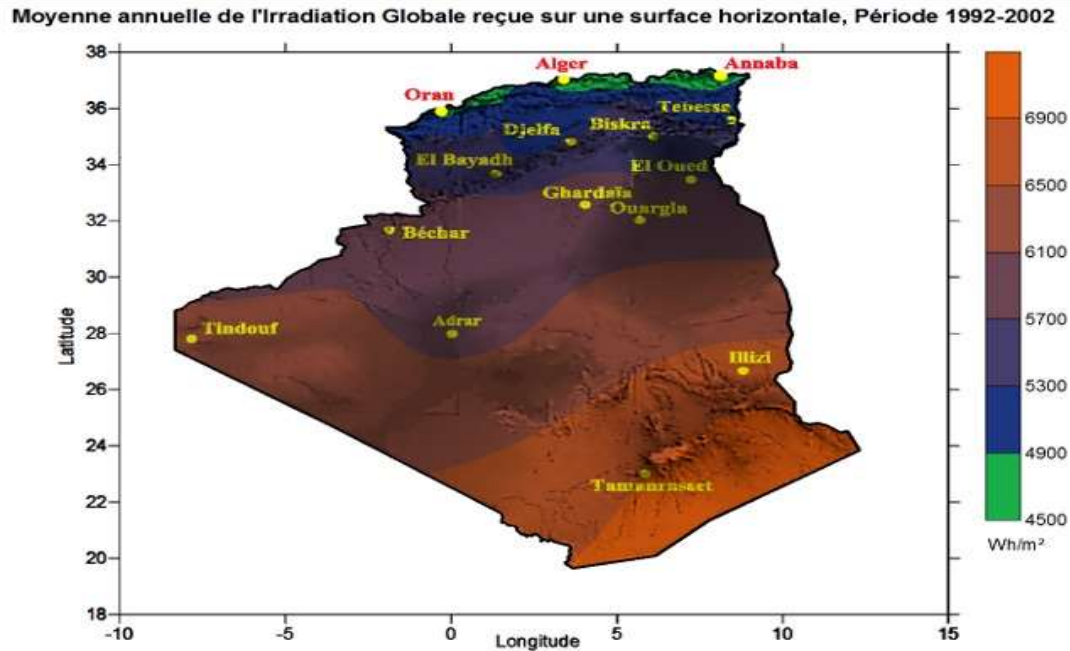 Moyenne annuelle de l'Irradiation Globale reçue sur une surface horizontale, Période 1992-2002
38
36
34
32
30
28
26
24
22
20
18
Latitude
Oran
Alger
Annaba
Tebessa
Djelfa
Biskra
El Bayadh
El Oued
Ghardaïa
Ouargla
Béchar
Adrar
Tindouf
Illizi
Tamanrasset
-10
-5
0
5
10
15
Longitude
6900
6500
6100
5700
5300
4900
4500
Wh/m²